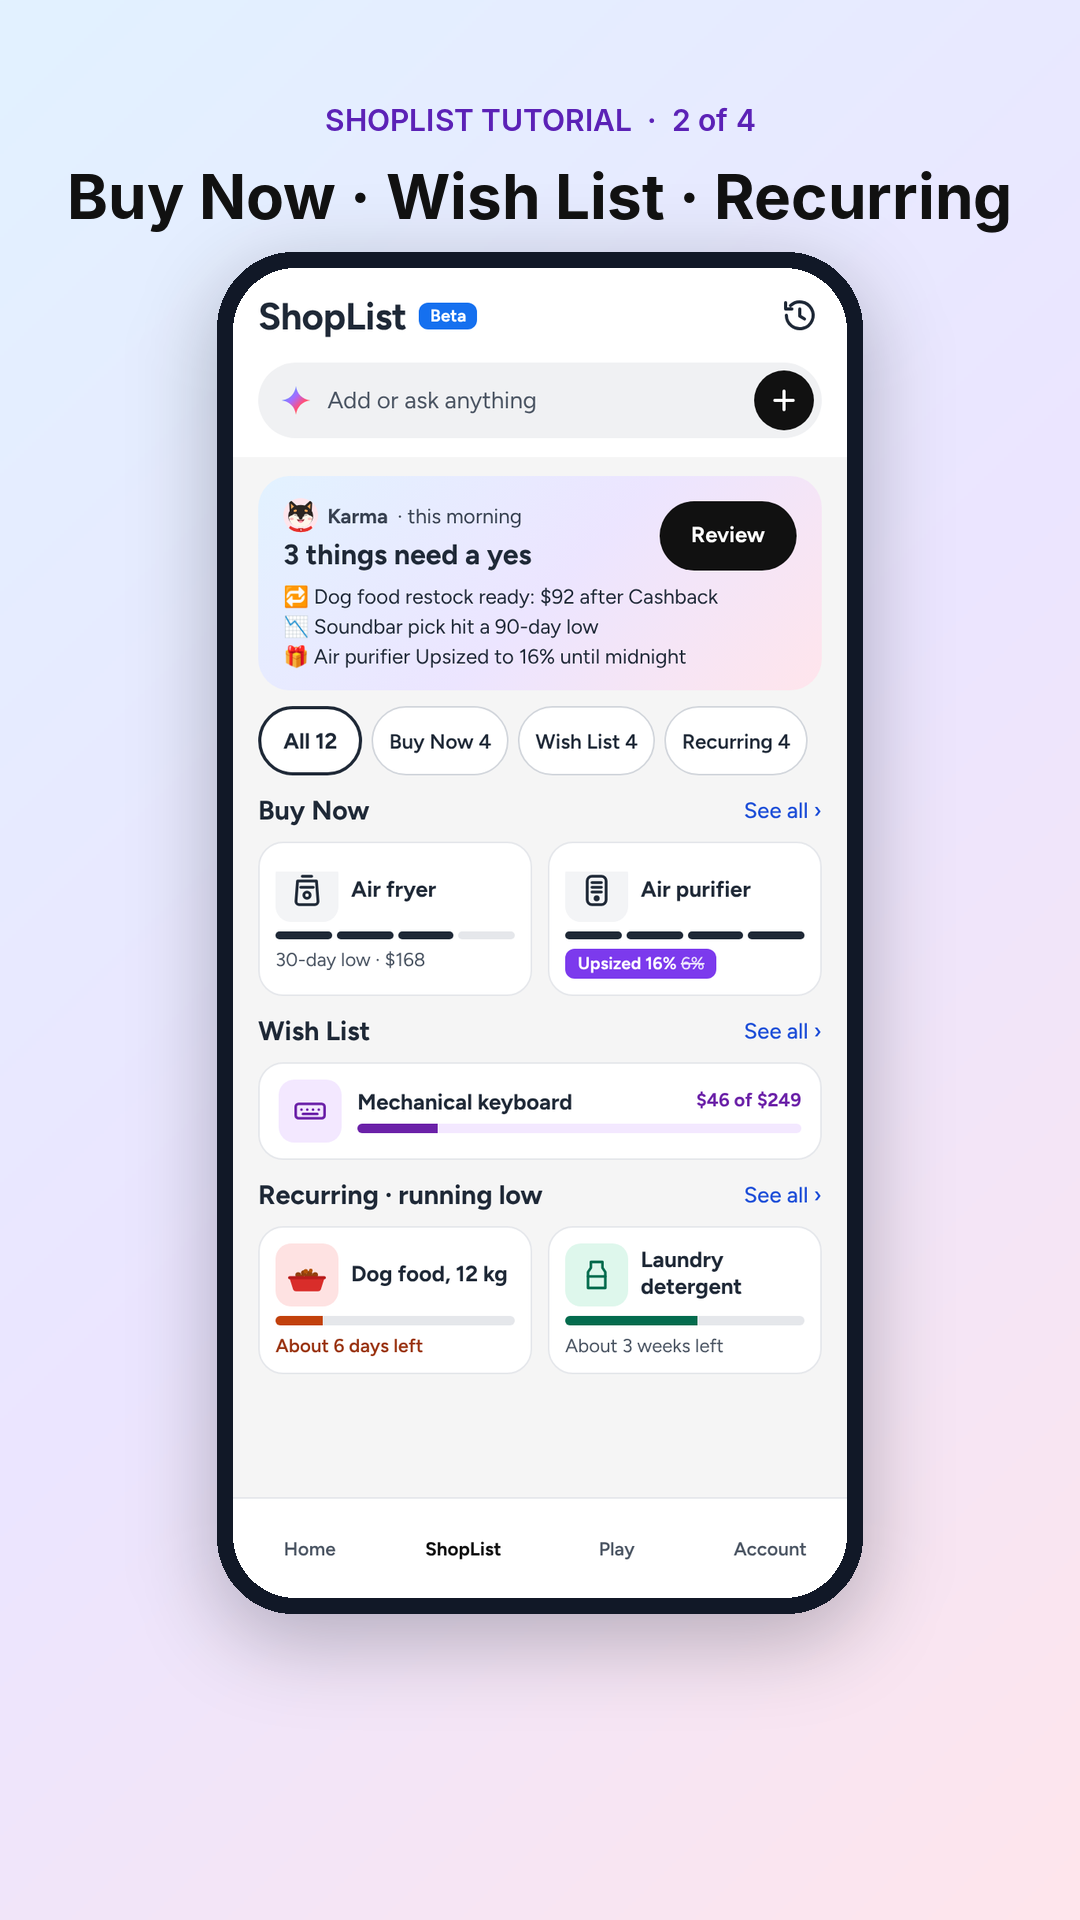 SHOPLIST TUTORIAL · 2 of 4
Buy Now · Wish List · Recurring
ShopList Beta
Add or ask anything
Karma · this morning
3 things need a yes
Review
Dog food restock ready: $92 after Cashback
Soundbar pick hit a 90-day low
Air purifier Upsized to 16% until midnight
All 12 Buy Now 4 Wish List 4 Recurring 4
Buy Now See all ›
Air fryer
30-day low · $168
Air purifier
Upsized 16% 6%
Wish List See all ›
Mechanical keyboard $46 of $249
Recurring · running low See all ›
Dog food, 12 kg
About 6 days left
Laundry
detergent
About 3 weeks left
Home ShopList Play Account